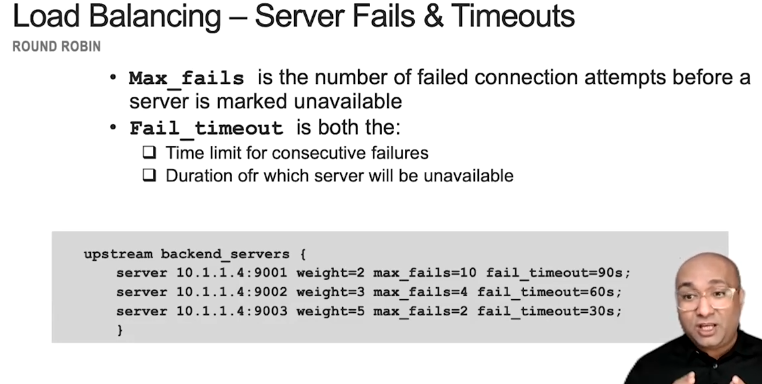 Load Balancing – Server Fails & Timeouts
ROUND ROBIN
• Max_fails is the number of failed connection attempts before a
server is marked unavailable
• Fail_timeout is both the:
❑ Time limit for consecutive failures
❑ Duration ofr which server will be unavailable
upstream backend_servers {
server 10.1.1.4:9001 weight=2 max_fails=10 fail_timeout=90s;
server 10.1.1.4:9002 weight=3 max_fails=4 fail_timeout=60s;
server 10.1.1.4:9003 weight=5 max_fails=2 fail_timeout=30s;
}